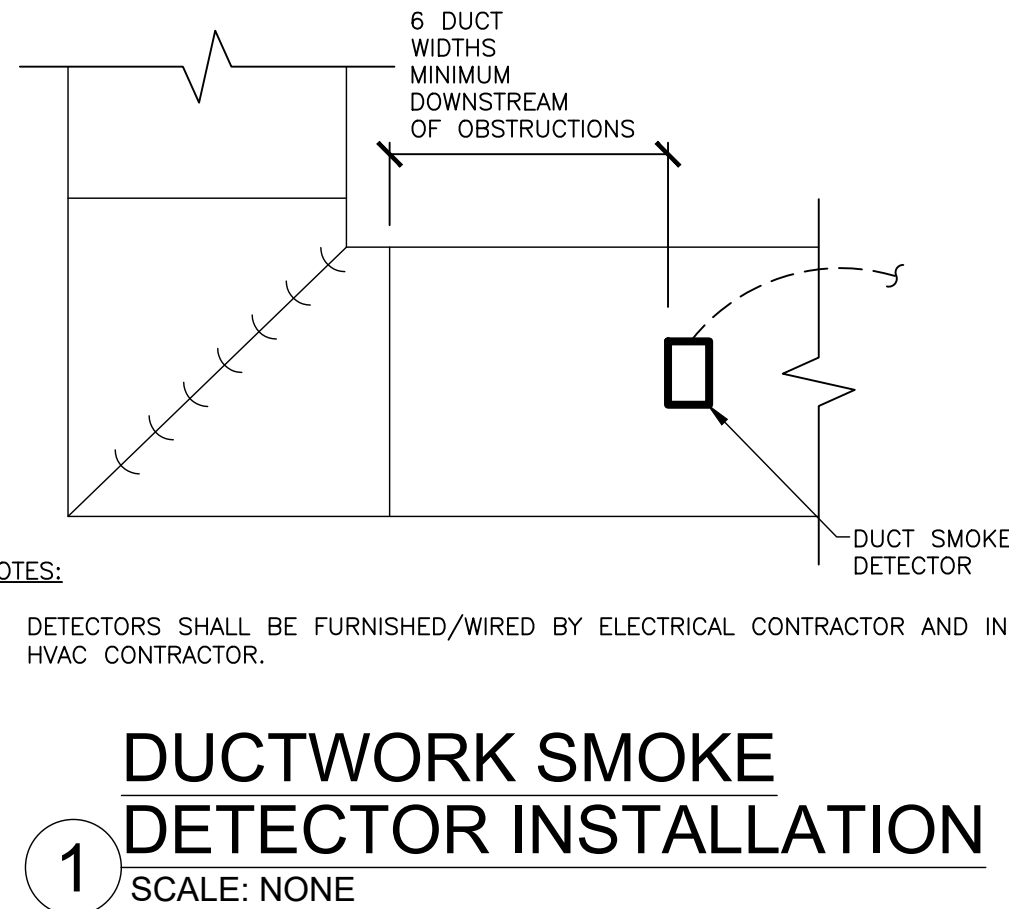 6 DUCT
WIDTHS
MINIMUM
DOWNSTREAM
OF OBSTRUCTIONS
DUCT SMOKE
DETECTOR
OTES:
DETECTORS SHALL BE FURNISHED/WIRED BY ELECTRICAL CONTRACTOR AND IN
HVAC CONTRACTOR.
DUCTWORK SMOKE
DETECTOR INSTALLATION
1
SCALE: NONE